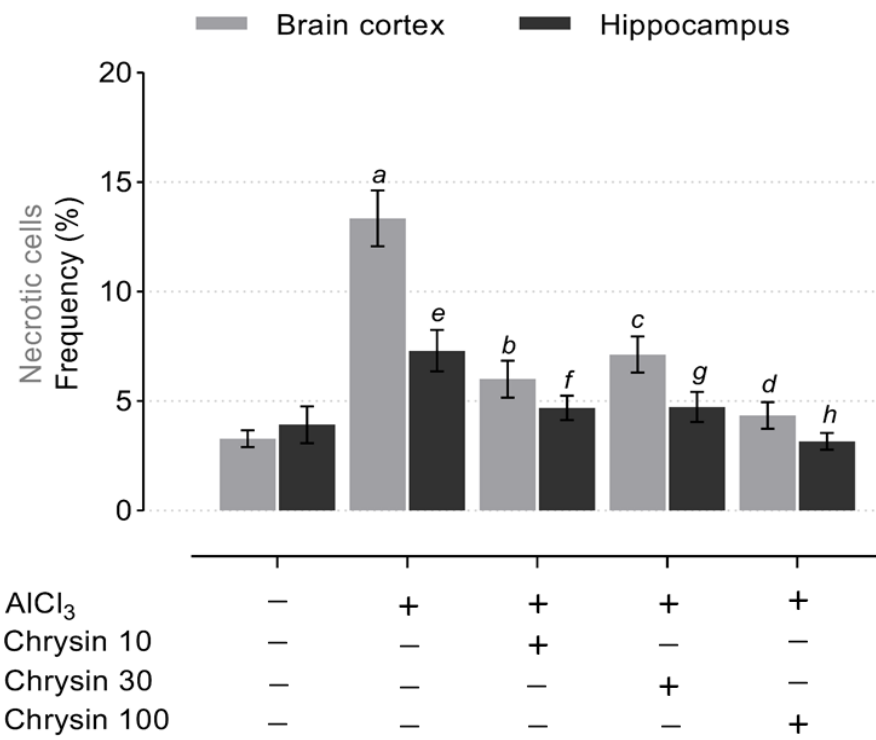 Brain cortex Hippocampus
Necrotic cells
Frequency (%)
20
15
10
5
0
a
e
b
f
c
g
d
h
AlCl₃ – + + + +
Chrysin 10 – – + – –
Chrysin 30 – – – + –
Chrysin 100 – – – – +